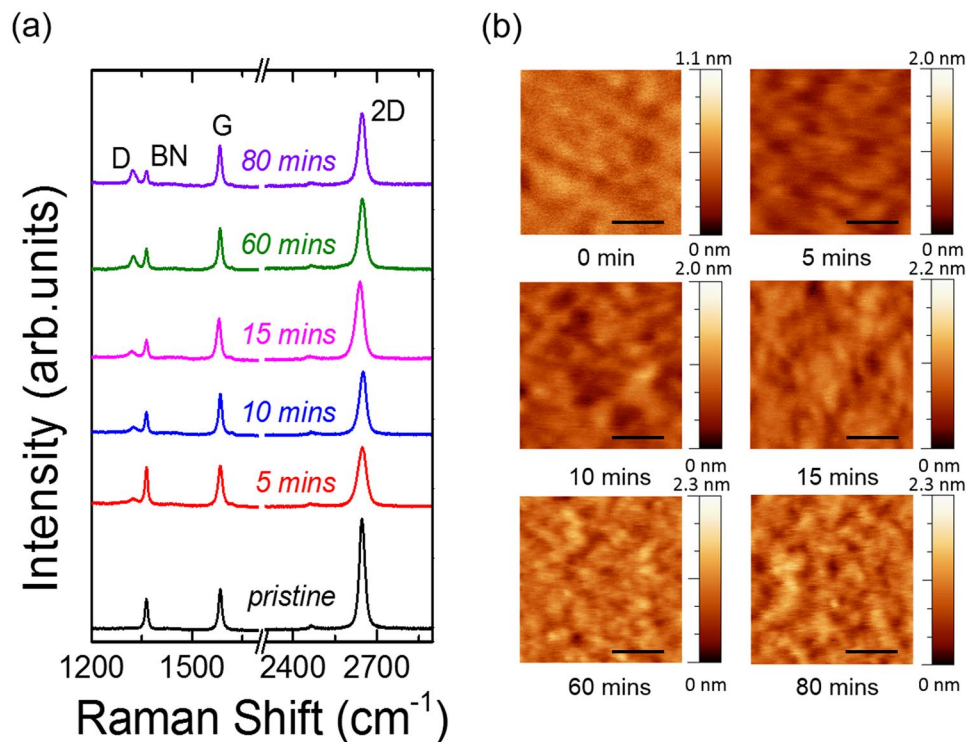 (a)
Intensity (arb.units)
D
BN
G
2D
80 mins
60 mins
15 mins
10 mins
5 mins
pristine
1200 1500 2400 2700
Raman Shift (cm-1)
(b)
1.1 nm
0 nm
0 min
2.0 nm
0 nm
5 mins
2.0 nm
0 nm
10 mins
2.2 nm
0 nm
15 mins
2.3 nm
0 nm
60 mins
2.3 nm
0 nm
80 mins